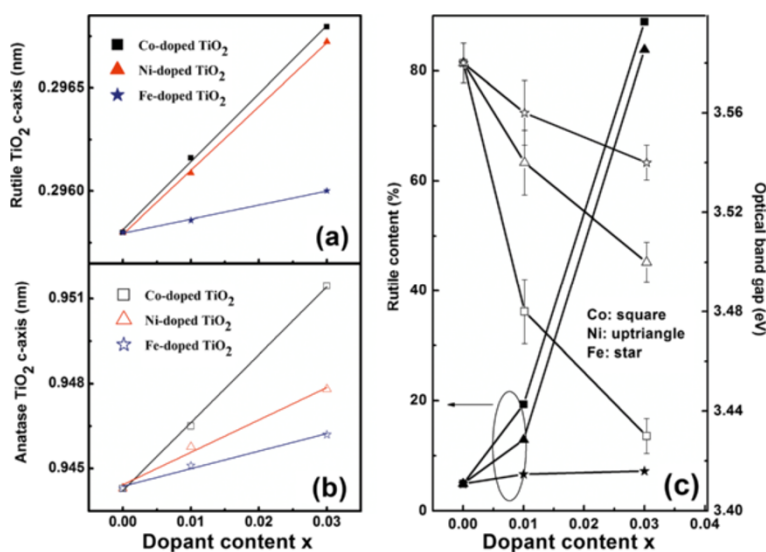 Rutile TiO2 c-axis (nm)
0.2965
0.2960
Co-doped TiO2
Ni-doped TiO2
Fe-doped TiO2
(a)
Anatase TiO2 c-axis (nm)
0.951
0.948
0.945
Co-doped TiO2
Ni-doped TiO2
Fe-doped TiO2
(b)
0.00 0.01 0.02 0.03
Dopant content x
Rutile content (%)
80
60
40
20
0
Co: square
Ni: uptriangle
Fe: star
(c)
0.00 0.01 0.02 0.03 0.04
Dopant content x
3.56
3.52
3.48
3.44
3.40
Optical band gap (eV)